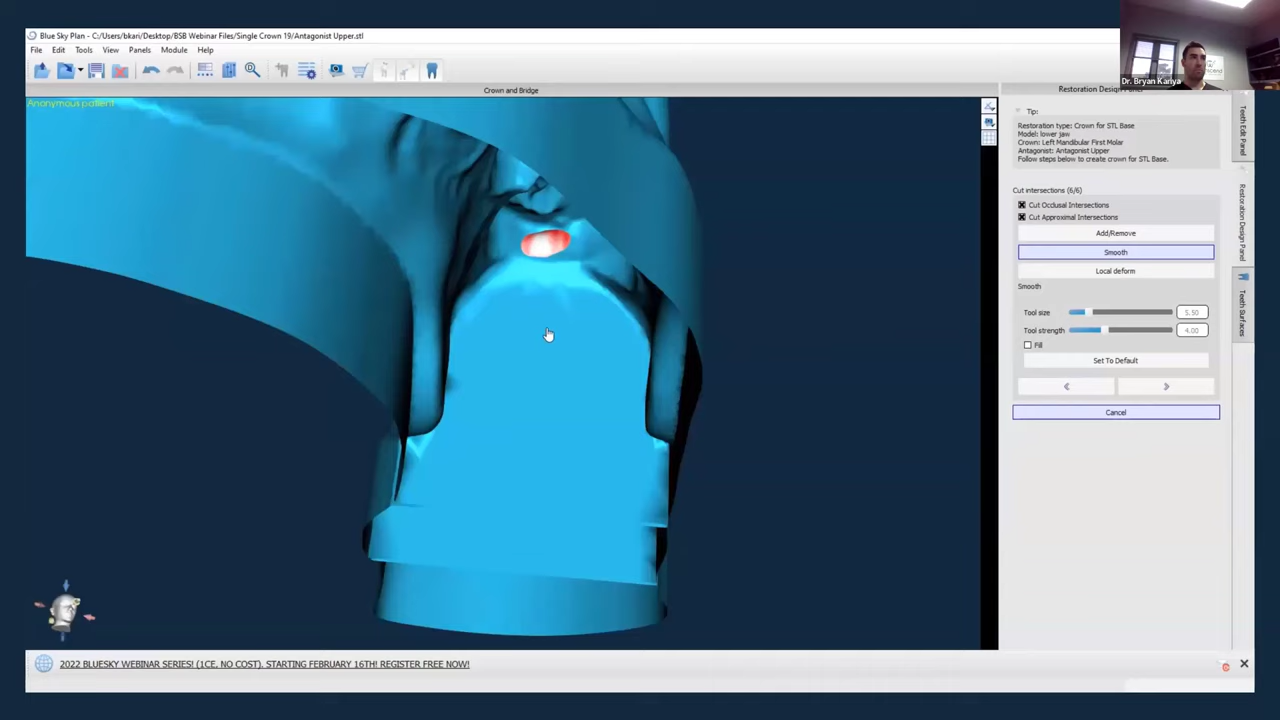 Blue Sky Plan - C:/Users/bkari/Desktop/BSB Webinar Files/Single Crown 19/Antagonist Upper.stl
File Edit Tools View Panels Module Help
Crown and Bridge
Anonymous patient
Dr. Bryan Kariya
Restoration Design Panel
Tip:
Restoration type: Crown for STL Base
Model: lower jaw
Crown: Left Mandibular First Molar
Antagonist: Antagonist Upper
Follow steps below to create crown for STL Base.
Cut intersections (6/6)
Cut Occlusal Intersections
Cut Approximal Intersections
Add/Remove
Smooth
Local deform
Smooth
Tool size 5.50
Tool strength 4.00
Fill
Set To Default
Cancel
Teeth Edit Panel
Restoration Design Panel
Teeth Surfaces
2022 BLUESKY WEBINAR SERIES! (1CE, NO COST). STARTING FEBRUARY 16TH! REGISTER FREE NOW!